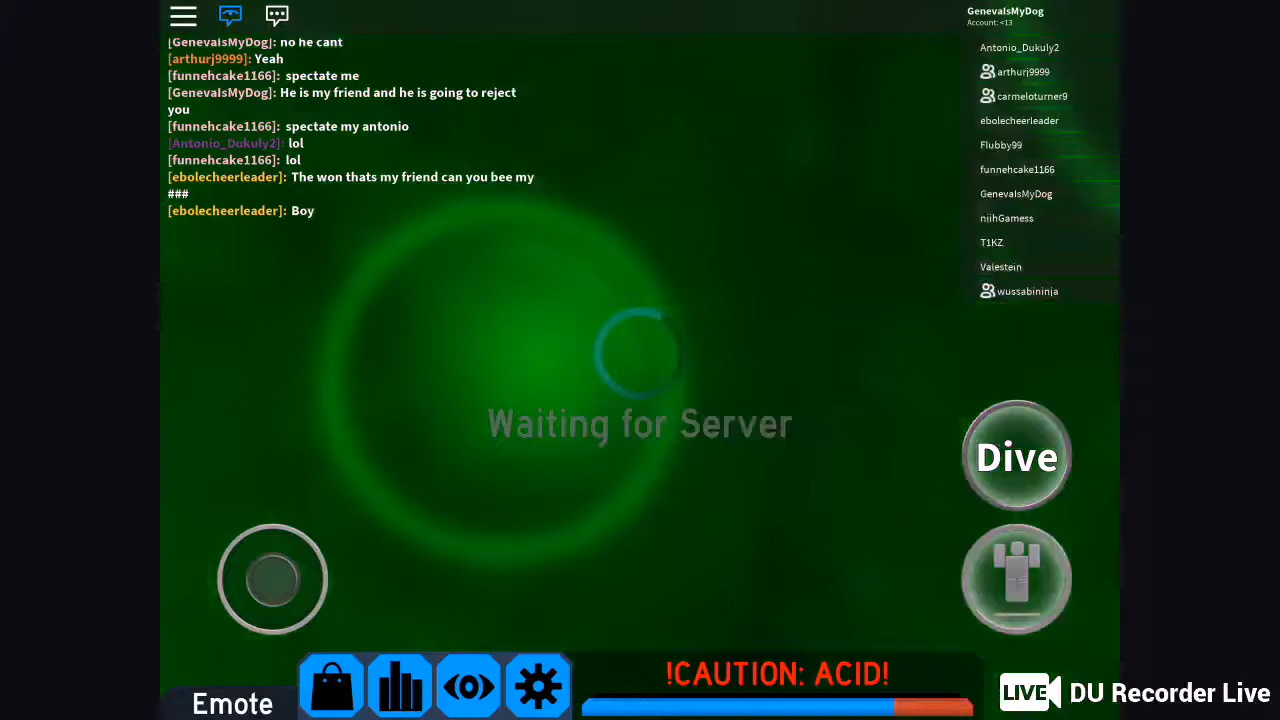 GenevaIsMyDog
Account: <13
[GenevaIsMyDog]: no he cant
[arthurj9999]: Yeah
[funnehcake1166]: spectate me
[GenevaIsMyDog]: He is my friend and he is going to reject
you
[funnehcake1166]: spectate my antonio
[Antonio_Dukuly2]: lol
[funnehcake1166]: lol
[ebolecheerleader]: The won thats my friend can you bee my
###
[ebolecheerleader]: Boy
Antonio_Dukuly2
arthurj9999
carmeloturner9
ebolecheerleader
Flubby99
funnehcake1166
GenevaIsMyDog
niihGamess
T1KZ
Valestein
wussabininja
Waiting for Server
Dive
!CAUTION: ACID!
Emote
LIVE DU Recorder Live